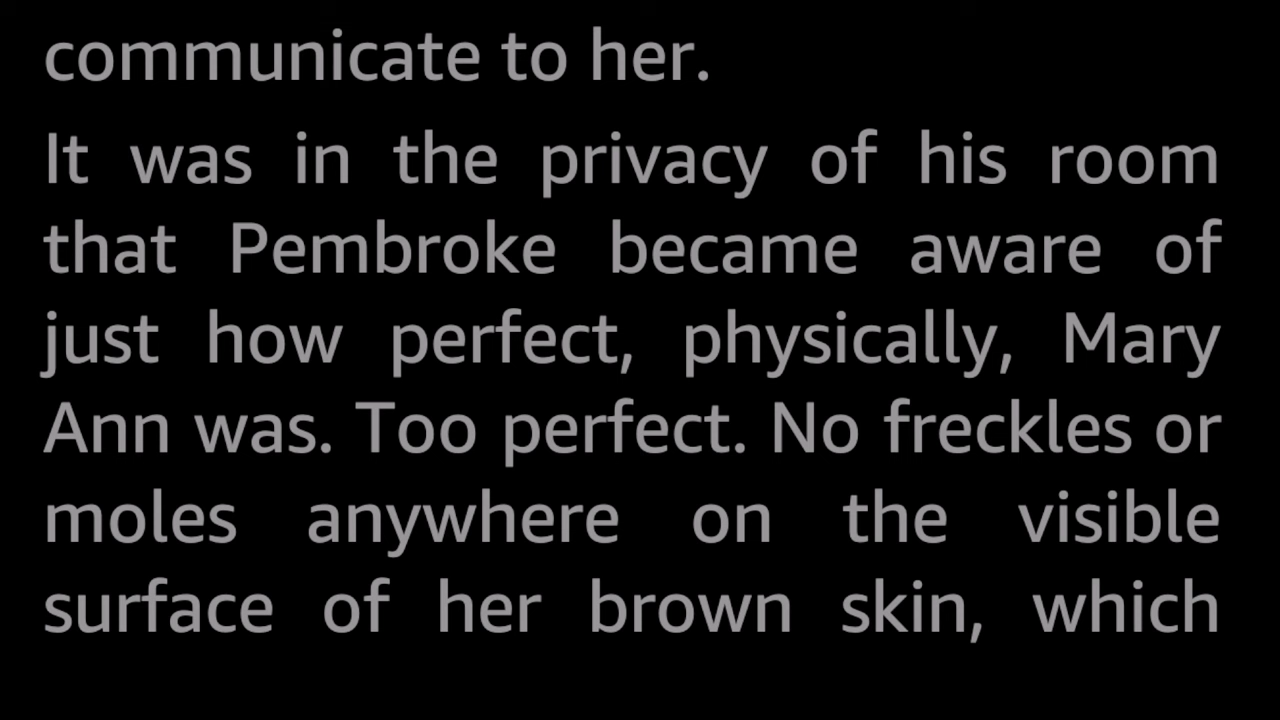 communicate to her.
It was in the privacy of his room
that Pembroke became aware of
just how perfect, physically, Mary
Ann was. Too perfect. No freckles or
moles anywhere on the visible
surface of her brown skin, which